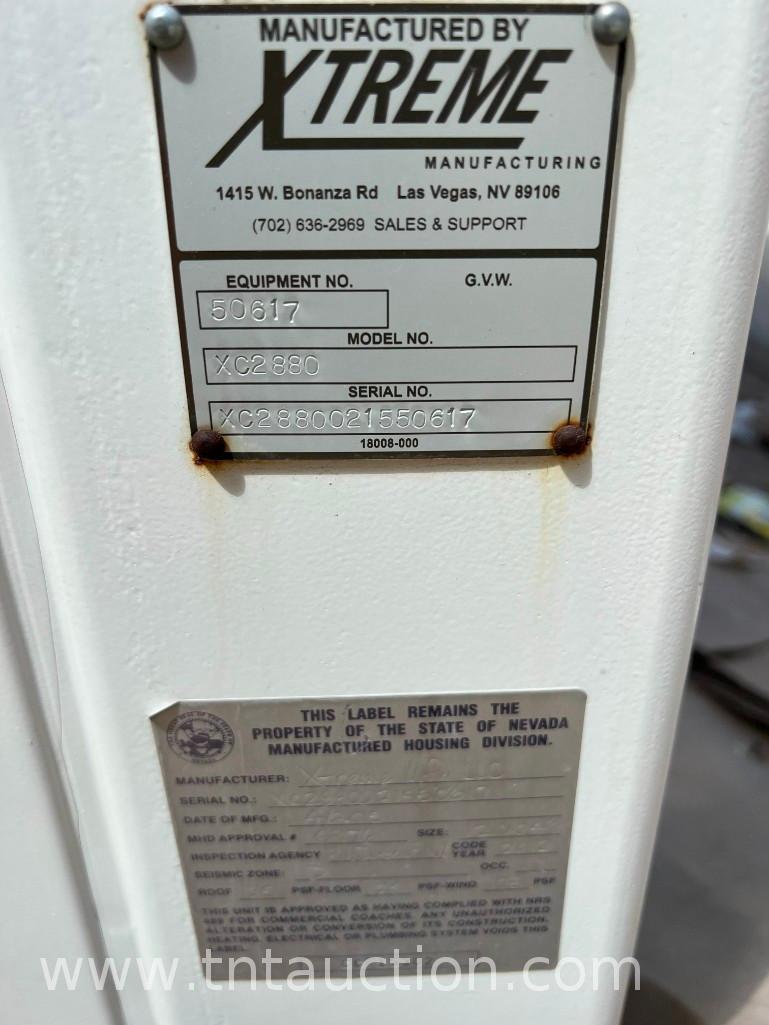 MANUFACTURED BY
XTREME
MANUFACTURING
1415 W. Bonanza Rd Las Vegas, NV 89106
(702) 636-2969 SALES & SUPPORT
EQUIPMENT NO. G.V.W.
50617
MODEL NO.
XC2880
SERIAL NO.
XC2880021550617
18008-000
THIS LABEL REMAINS THE
PROPERTY OF THE STATE OF NEVADA
MANUFACTURED HOUSING DIVISION.
MANUFACTURER:
SERIAL NO.:
DATE OF MFG.:
MHD APPROVAL # SIZE:
INSPECTION AGENCY CODE YEAR
SEISMIC ZONE: OCC.
ROOF PSF-FLOOR PSF-WIND PSF
THIS UNIT IS APPROVED AS HAVING COMPLIED WITH NRS
489 FOR COMMERCIAL COACHES. ANY UNAUTHORIZED
ALTERATION OR CONVERSION OF ITS CONSTRUCTION,
HEATING, ELECTRICAL OR PLUMBING SYSTEM VOIDS THIS
LABEL.
www.tntauction.com